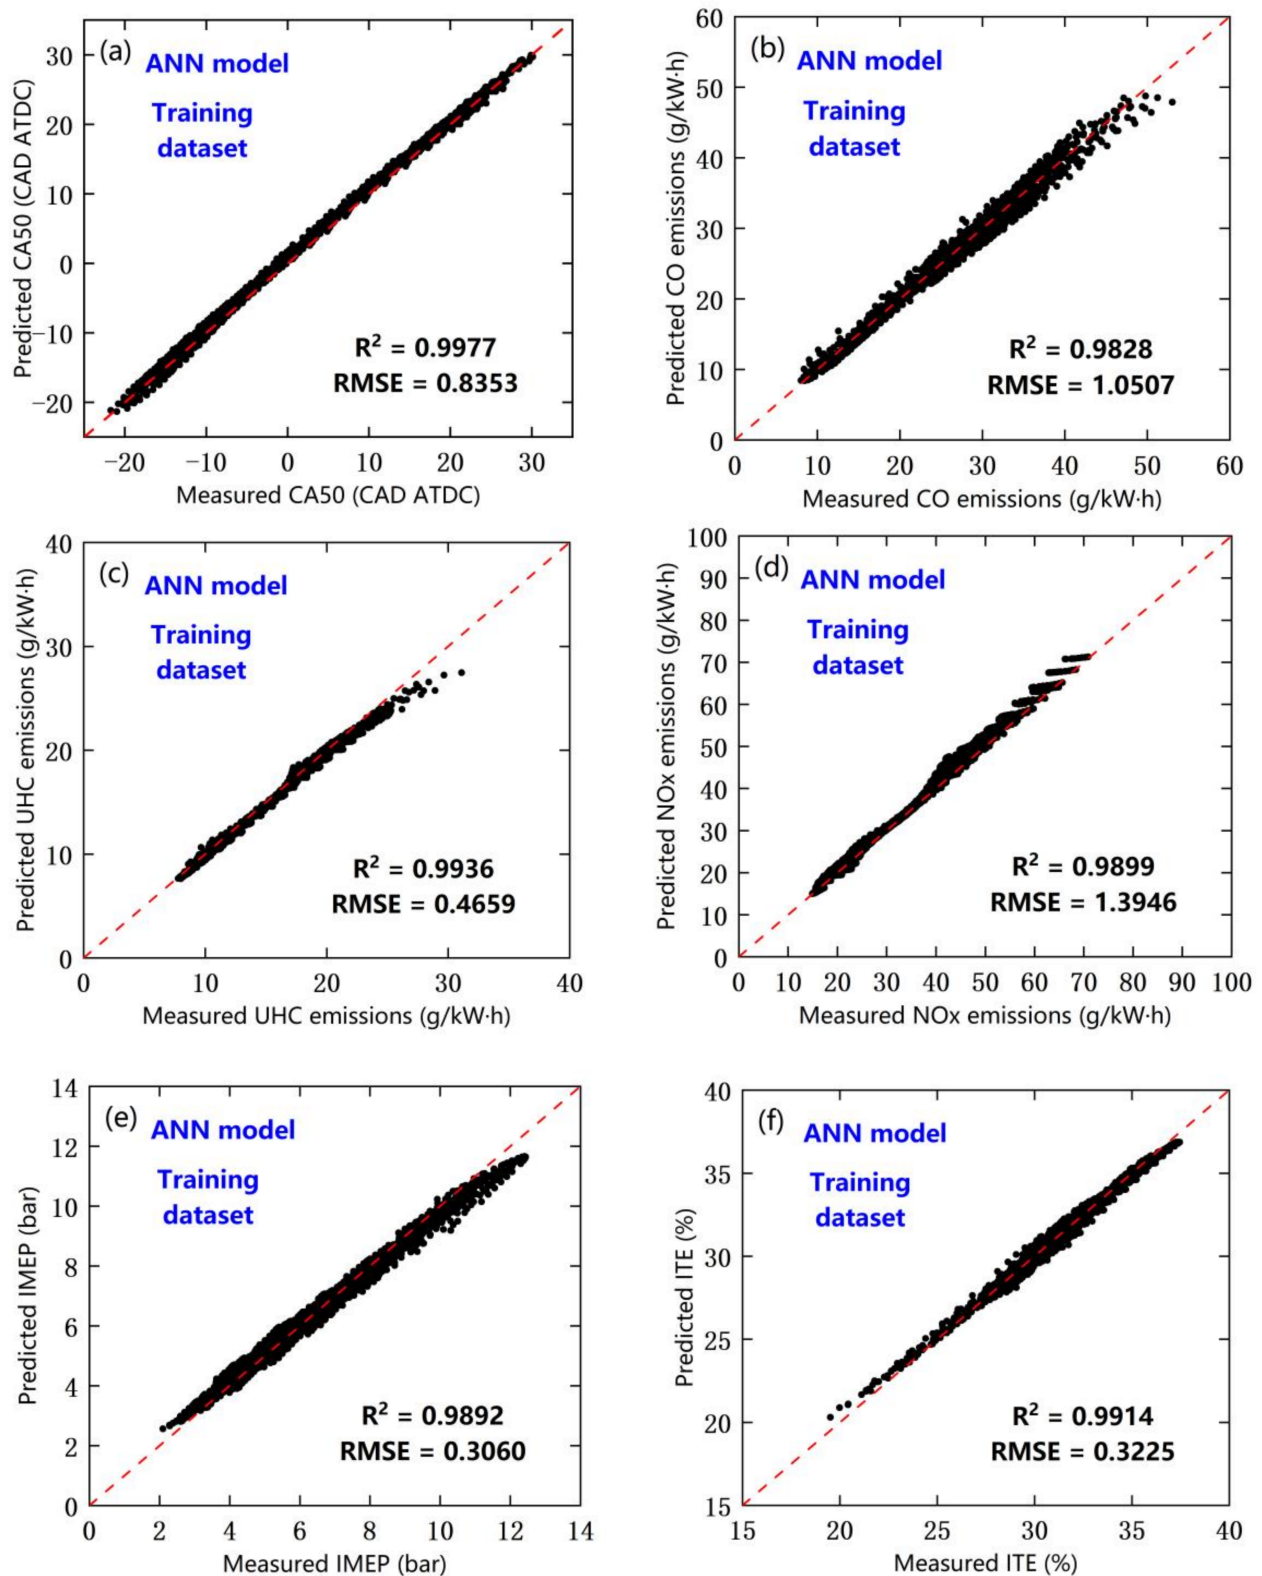 (a)
ANN model
Training
dataset
R² = 0.9977
RMSE = 0.8353
Predicted CA50 (CAD ATDC)
30
20
10
0
−10
−20
−20 −10 0 10 20 30
Measured CA50 (CAD ATDC)
(b)
ANN model
Training
dataset
R² = 0.9828
RMSE = 1.0507
Predicted CO emissions (g/kW·h)
60
50
40
30
20
10
0
0 10 20 30 40 50 60
Measured CO emissions (g/kW·h)
(c)
ANN model
Training
dataset
R² = 0.9936
RMSE = 0.4659
Predicted UHC emissions (g/kW·h)
40
30
20
10
0
0 10 20 30 40
Measured UHC emissions (g/kW·h)
(d)
ANN model
Training
dataset
R² = 0.9899
RMSE = 1.3946
Predicted NOx emissions (g/kW·h)
100
90
80
70
60
50
40
30
20
10
0
0 10 20 30 40 50 60 70 80 90 100
Measured NOx emissions (g/kW·h)
(e)
ANN model
Training
dataset
R² = 0.9892
RMSE = 0.3060
Predicted IMEP (bar)
14
12
10
8
6
4
2
0
0 2 4 6 8 10 12 14
Measured IMEP (bar)
(f)
ANN model
Training
dataset
R² = 0.9914
RMSE = 0.3225
Predicted ITE (%)
40
35
30
25
20
15
15 20 25 30 35 40
Measured ITE (%)